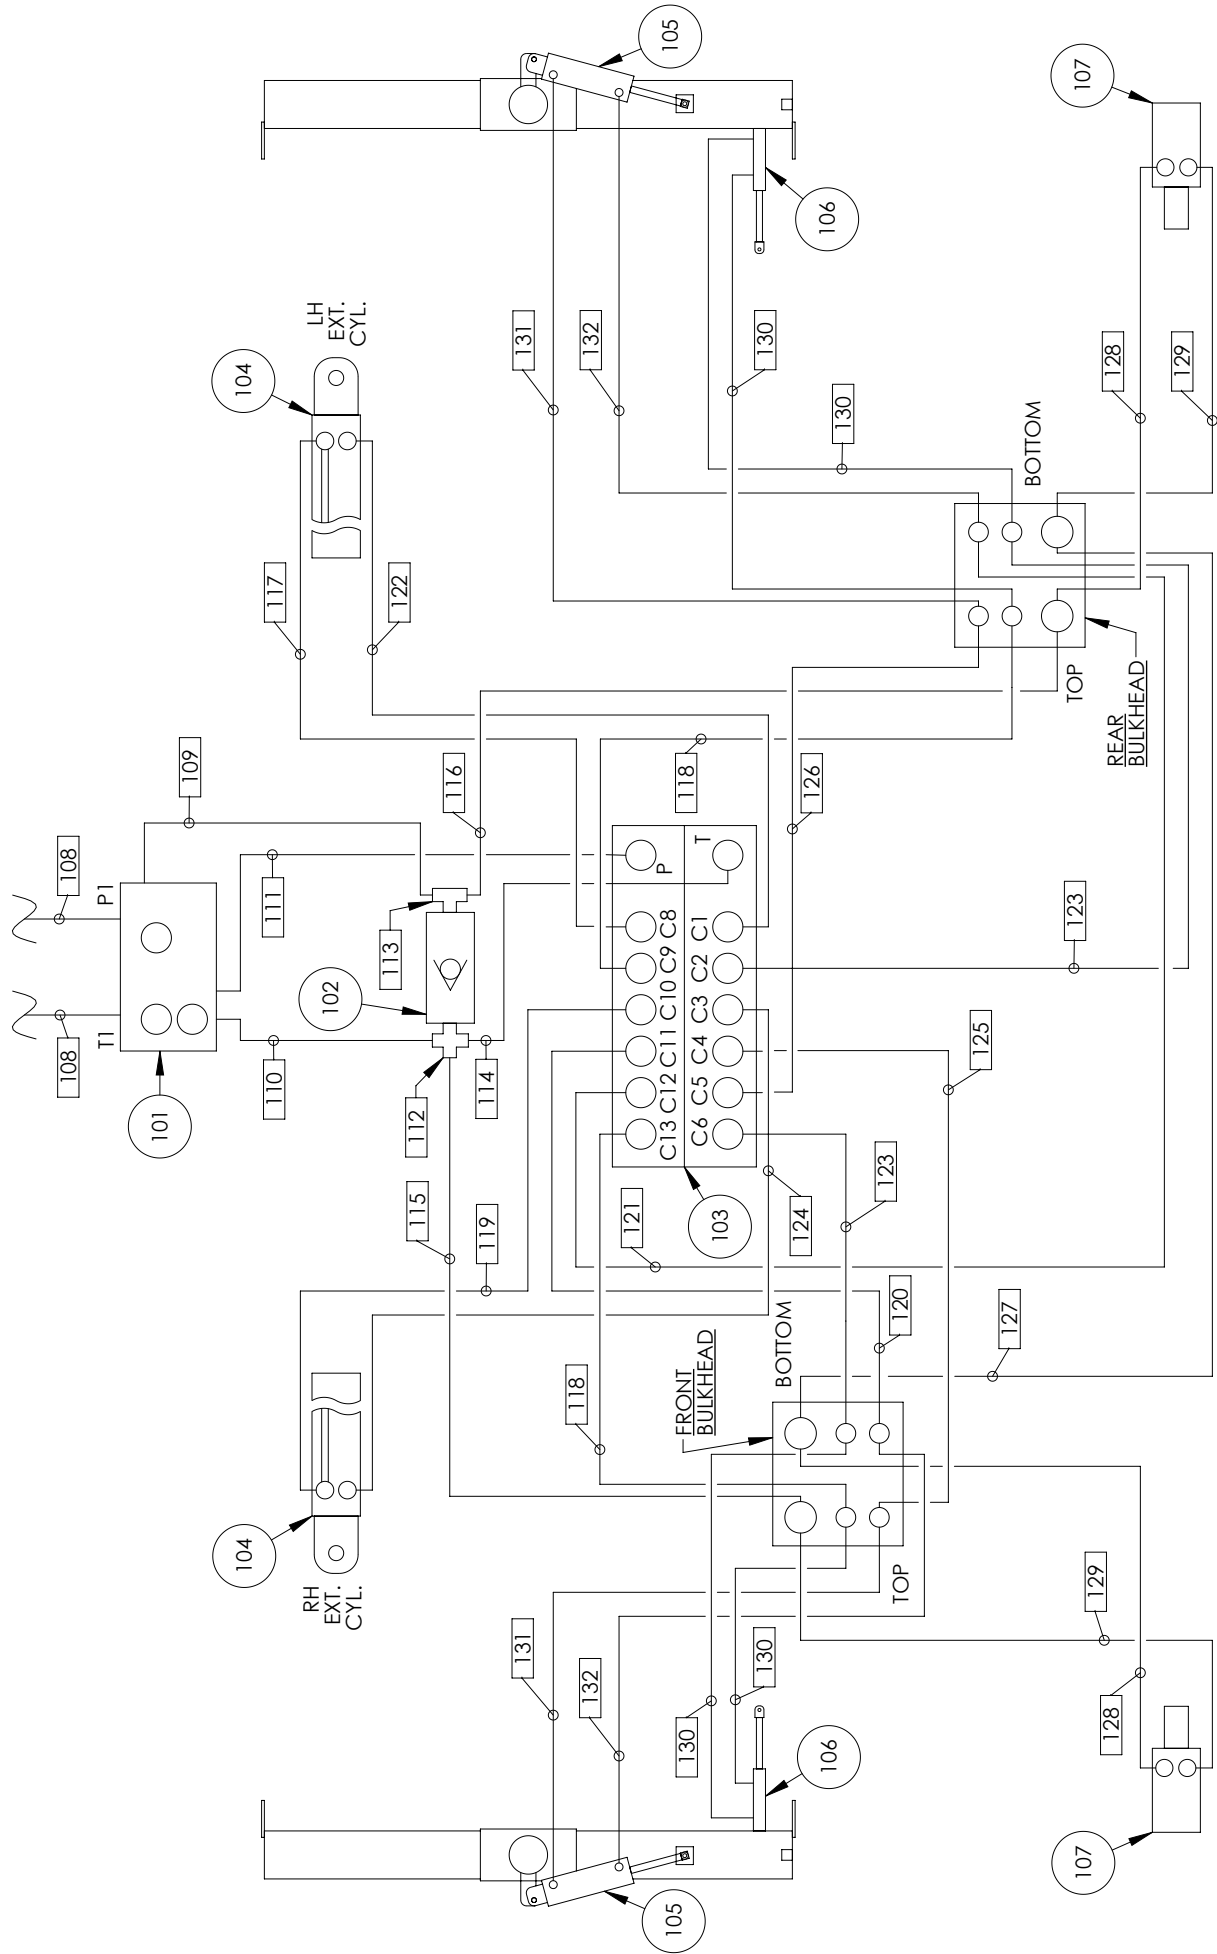 108
108
T1
P1
101
109
104
104
110
111
117
RH
EXT.
CYL.
LH
EXT.
CYL.
102
113
122
115
112
116
119
114
131
131
118
132
121
132
105
105
C13
C12
C11
C10
C9
C8
P
130
FRONT
BULKHEAD
118
C6
C5
C4
C3
C2
C1
T
103
130
130
BOTTOM
124
126
106
106
130
123
TOP
120
125
127
BOTTOM
TOP
123
107
107
129
128
REAR
BULKHEAD
128
129